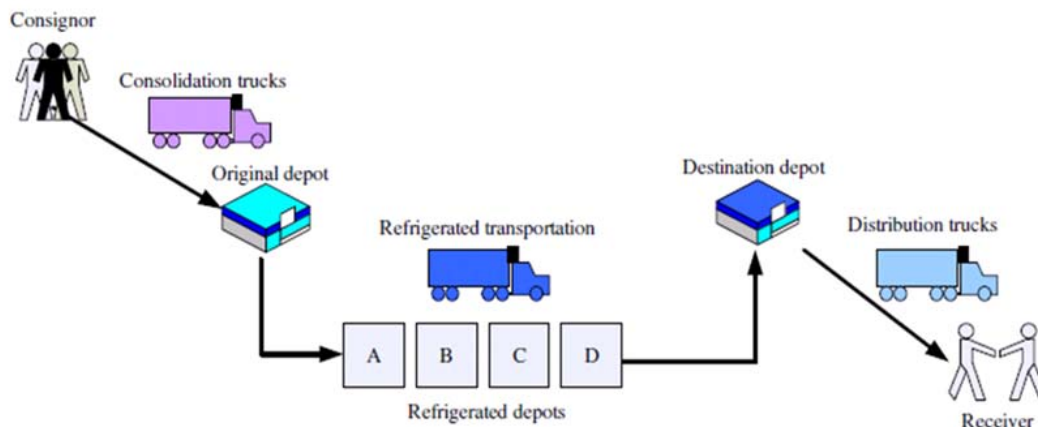 Consignor
Consolidation trucks
Original depot
Refrigerated transportation
A B C D
Refrigerated depots
Destination depot
Distribution trucks
Receiver